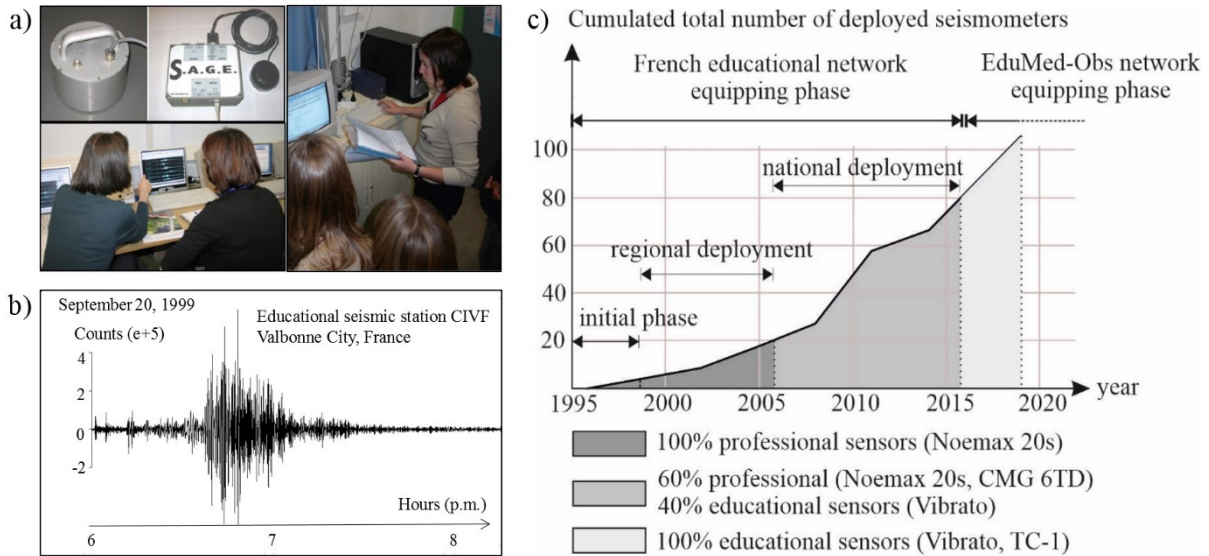 a)
S.A.G.E.
b)
September 20, 1999
Educational seismic station CIVF
Valbonne City, France
Counts (e+5)
4
2
0
-2
Hours (p.m.)
6 7 8
c)
Cumulated total number of deployed seismometers
French educational network
equipping phase
EduMed-Obs network
equipping phase
national deployment
regional deployment
initial phase
100
80
60
40
20
1995 2000 2005 2010 2015 2020
year
100% professional sensors (Noemax 20s)
60% professional (Noemax 20s, CMG 6TD)
40% educational sensors (Vibrato)
100% educational sensors (Vibrato, TC-1)